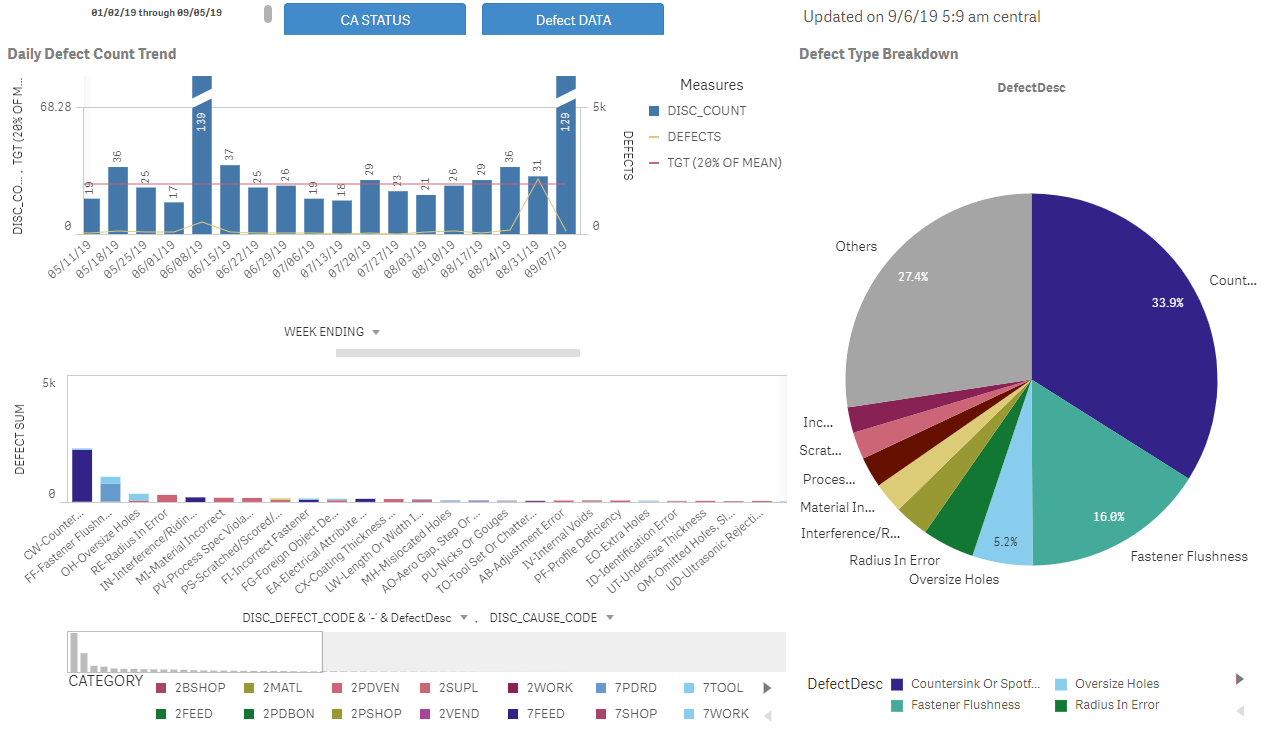 01/02/19 through 09/05/19
CA STATUS
Defect DATA
Updated on 9/6/19 5:9 am central
Daily Defect Count Trend
DISC_CO... , TGT (20% OF M...
68.28
0
19
36
25
17
139
37
25
26
19
18
29
23
21
26
29
36
31
129
5k
0
DEFECTS
05/11/19
05/18/19
05/25/19
06/01/19
06/08/19
06/15/19
06/22/19
06/29/19
07/06/19
07/13/19
07/20/19
07/27/19
08/03/19
08/10/19
08/17/19
08/24/19
08/31/19
09/07/19
WEEK ENDING
Measures
DISC_COUNT
DEFECTS
TGT (20% OF MEAN)
DEFECT SUM
5k
0
CW-Counter...
FF-Fastener Flushn...
OH-Oversize Holes
RE-Radius In Error
IN-Interference/Ridin...
MI-Material Incorrect
PV-Process Spec Viola...
PS-Scratched/Scored/...
FI-Incorrect Fastener
FG-Foreign Object De...
EA-Electrical Attribute ...
CX-Coating Thickness ...
LW-Length Or Width I...
MH-Mislocated Holes
AO-Aero Gap, Step Or ...
PU-Nicks Or Gouges
TO-Tool Set Or Chatter...
AB-Adjustment Error
IV-Internal Voids
PF-Profile Deficiency
EO-Extra Holes
ID-Identification Error
UT-Undersize Thickness
OM-Omitted Holes, Sl...
UD-Ultrasonic Rejecti...
DISC_DEFECT_CODE & '-' & DefectDesc , DISC_CAUSE_CODE
CATEGORY
2BSHOP 2MATL 2PDVEN 2SUPL 2WORK 7PDRD 7TOOL
2FEED 2PDBON 2PSHOP 2VEND 7FEED 7SHOP 7WORK
Defect Type Breakdown
DefectDesc
Others
27.4%
Count...
33.9%
Inc...
Scrat...
Proces...
Material In...
Interference/R...
Radius In Error
Oversize Holes
5.2%
16.0%
Fastener Flushness
DefectDesc
Countersink Or Spotf... Oversize Holes
Fastener Flushness Radius In Error